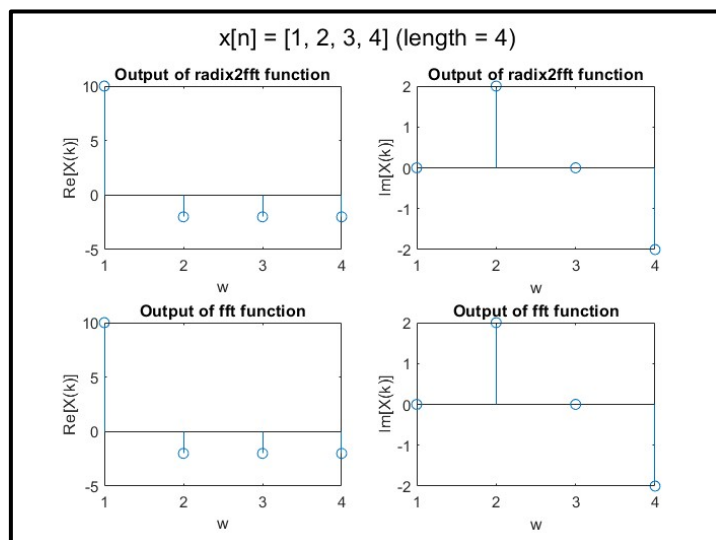 x[n] = [1, 2, 3, 4] (length = 4)
Output of radix2fft function
10
5
0
-5
Re[X(k)]
1 2 3 4
w
Output of radix2fft function
2
1
0
-1
-2
Im[X(k)]
1 2 3 4
w
Output of fft function
10
5
0
-5
Re[X(k)]
1 2 3 4
w
Output of fft function
2
1
0
-1
-2
Im[X(k)]
1 2 3 4
w